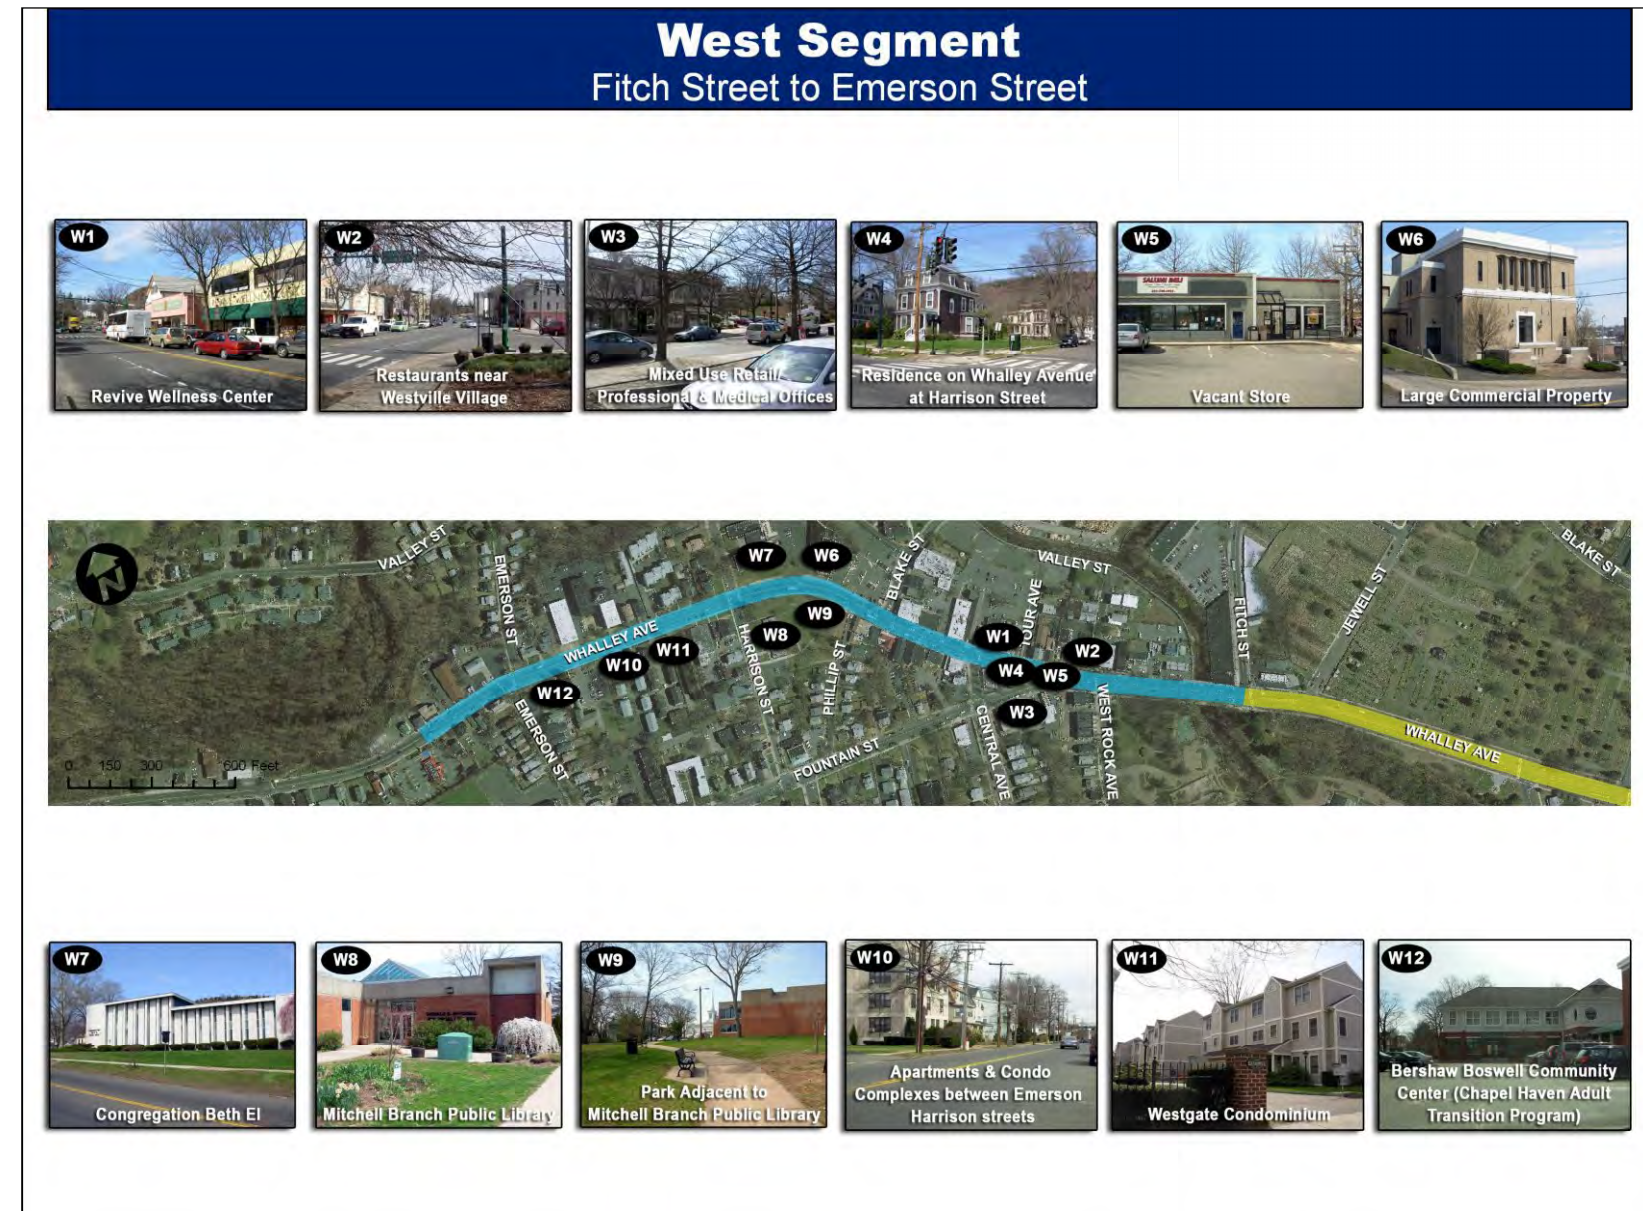 West Segment
Fitch Street to Emerson Street
W1
Revive Wellness Center
W2
Restaurants near
Westville Village
W3
Mixed Use Retail/
Professional & Medical Offices
W4
Residence on Whalley Avenue
at Harrison Street
W5
Vacant Store
W6
Large Commercial Property
N
VALLEY ST
EMERSON ST
W7
W6
BLAKE ST
VALLEY ST
BLAKE ST
WHALLEY AVE
W9
W8
HARRISON ST
PHILLIP ST
W1
TOUR AVE
W2
FITCH ST
JEWELL ST
W11
W10
W12
EMERSON ST
W4
W5
W3
CENTRAL AVE
WEST ROCK AVE
FOUNTAIN ST
WHALLEY AVE
0 150 300 600 Feet
W7
Congregation Beth El
W8
Mitchell Branch Public Library
W9
Park Adjacent to
Mitchell Branch Public Library
W10
Apartments & Condo
Complexes between Emerson
Harrison streets
W11
Westgate Condominium
W12
Bershaw Boswell Community
Center (Chapel Haven Adult
Transition Program)